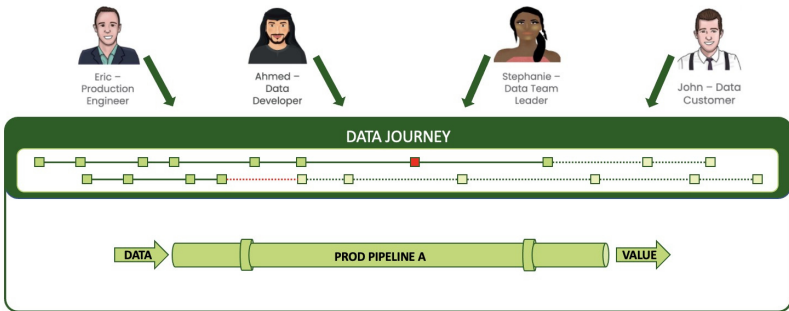 Eric –
Production
Engineer
Ahmed –
Data
Developer
Stephanie –
Data Team
Leader
John – Data
Customer
DATA JOURNEY
DATA
PROD PIPELINE A
VALUE